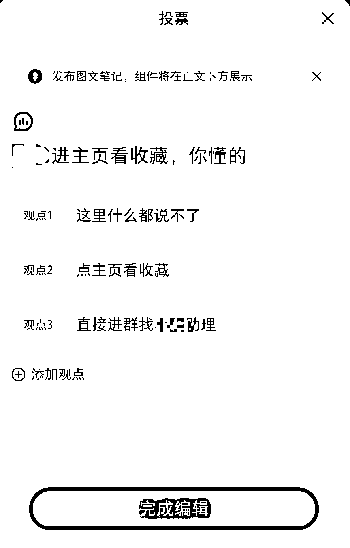 投票
发布图文笔记，组件将在正文下方展示
进主页看收藏，你懂的
观点1 这里什么都说不了
观点2 点主页看收藏
观点3 直接进群找助理
添加观点
完成编辑